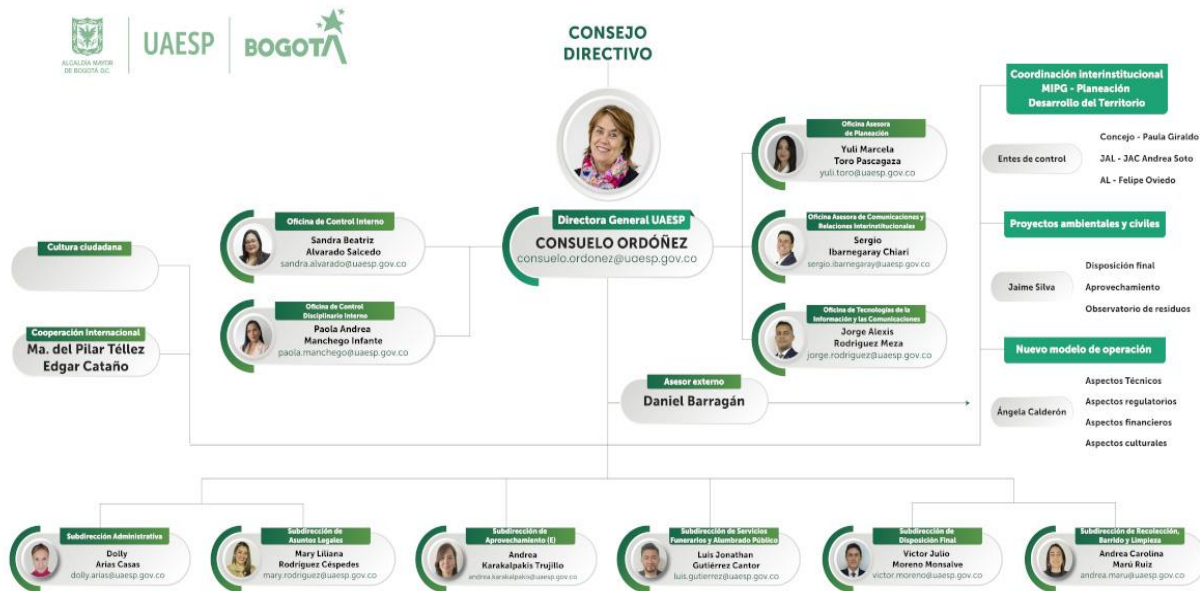 ALCALDÍA MAYOR
DE BOGOTÁ D.C.
UAESP
BOGOTÁ
CONSEJO
DIRECTIVO
Directora General UAESP
CONSUELO ORDÓÑEZ
consuelo.ordonez@uaesp.gov.co
Oficina de Control Interno
Sandra Beatriz
Alvarado Salcedo
sandra.alvarado@uaesp.gov.co
Oficina de Control
Disciplinario Interno
Paola Andrea
Manchego Infante
paola.manchego@uaesp.gov.co
Cultura ciudadana
Cooperación Internacional
Ma. del Pilar Téllez
Edgar Cataño
Oficina Asesora
de Planeación
Yuli Marcela
Toro Pascagaza
yuli.toro@uaesp.gov.co
Oficina Asesora de Comunicaciones y
Relaciones Interinstitucionales
Sergio
Ibarnegaray Chiari
sergio.ibarnegaray@uaesp.gov.co
Oficina de Tecnologías de la
Información y las Comunicaciones
Jorge Alexis
Rodriguez Meza
jorge.rodriguez@uaesp.gov.co
Asesor externo
Daniel Barragán
Coordinación interinstitucional
MIPG - Planeación
Desarrollo del Territorio
Entes de control
Concejo - Paula Giraldo
JAL - JAC Andrea Soto
AL - Felipe Oviedo
Proyectos ambientales y civiles
Jaime Silva
Disposición final
Aprovechamiento
Observatorio de residuos
Nuevo modelo de operación
Ángela Calderón
Aspectos Técnicos
Aspectos regulatorios
Aspectos financieros
Aspectos culturales
Subdirección Administrativa
Dolly
Arias Casas
dolly.arias@uaesp.gov.co
Subdirección de
Asuntos Legales
Mary Liliana
Rodríguez Céspedes
mary.rodriguez@uaesp.gov.co
Subdirección de
Aprovechamiento (E)
Andrea
Karakalpakis Trujillo
andrea.karakalpakis@uaesp.gov.co
Subdirección de Servicios
Funerarios y Alumbrado Público
Luis Jonathan
Gutiérrez Cantor
luis.gutierrez@uaesp.gov.co
Subdirección de
Disposición Final
Victor Julio
Moreno Monsalve
victor.moreno@uaesp.gov.co
Subdirección de Recolección,
Barrido y Limpieza
Andrea Carolina
Marú Ruiz
andrea.maru@uaesp.gov.co